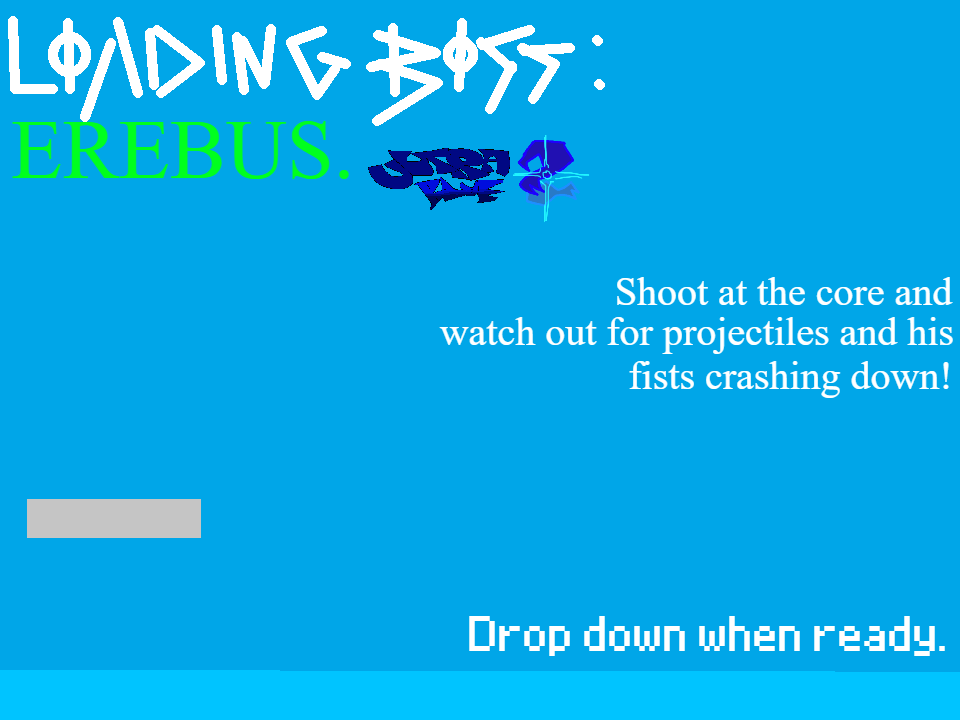 LOADING BOSS:
EREBUS.
Shoot at the core and
watch out for projectiles and his
fists crashing down!
Drop down when ready.